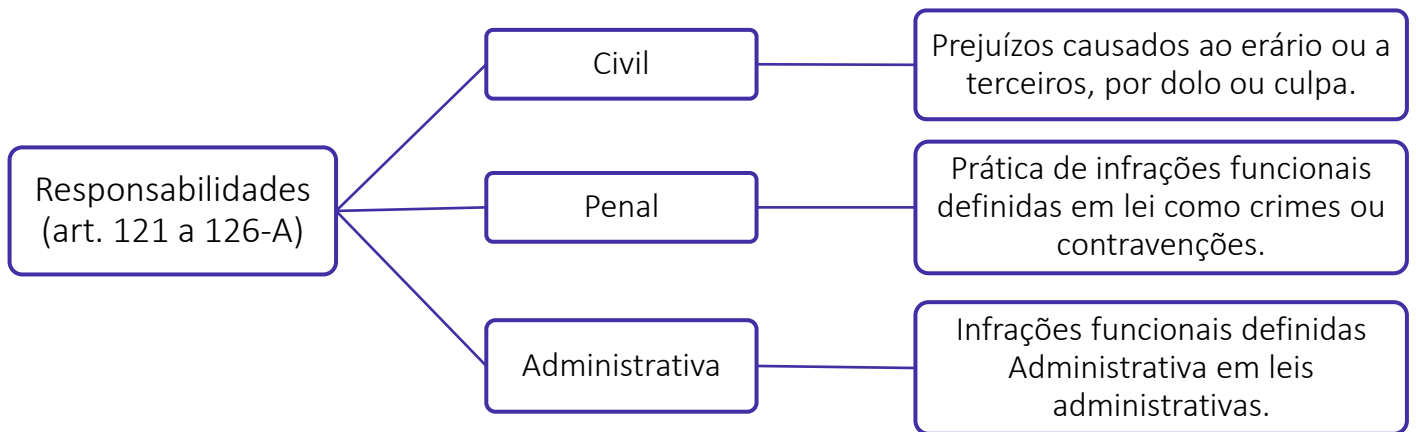 Responsabilidades
(art. 121 a 126-A)
Civil
Prejuízos causados ao erário ou a
terceiros, por dolo ou culpa.
Penal
Prática de infrações funcionais
definidas em lei como crimes ou
contravenções.
Administrativa
Infrações funcionais definidas
Administrativa em leis
administrativas.